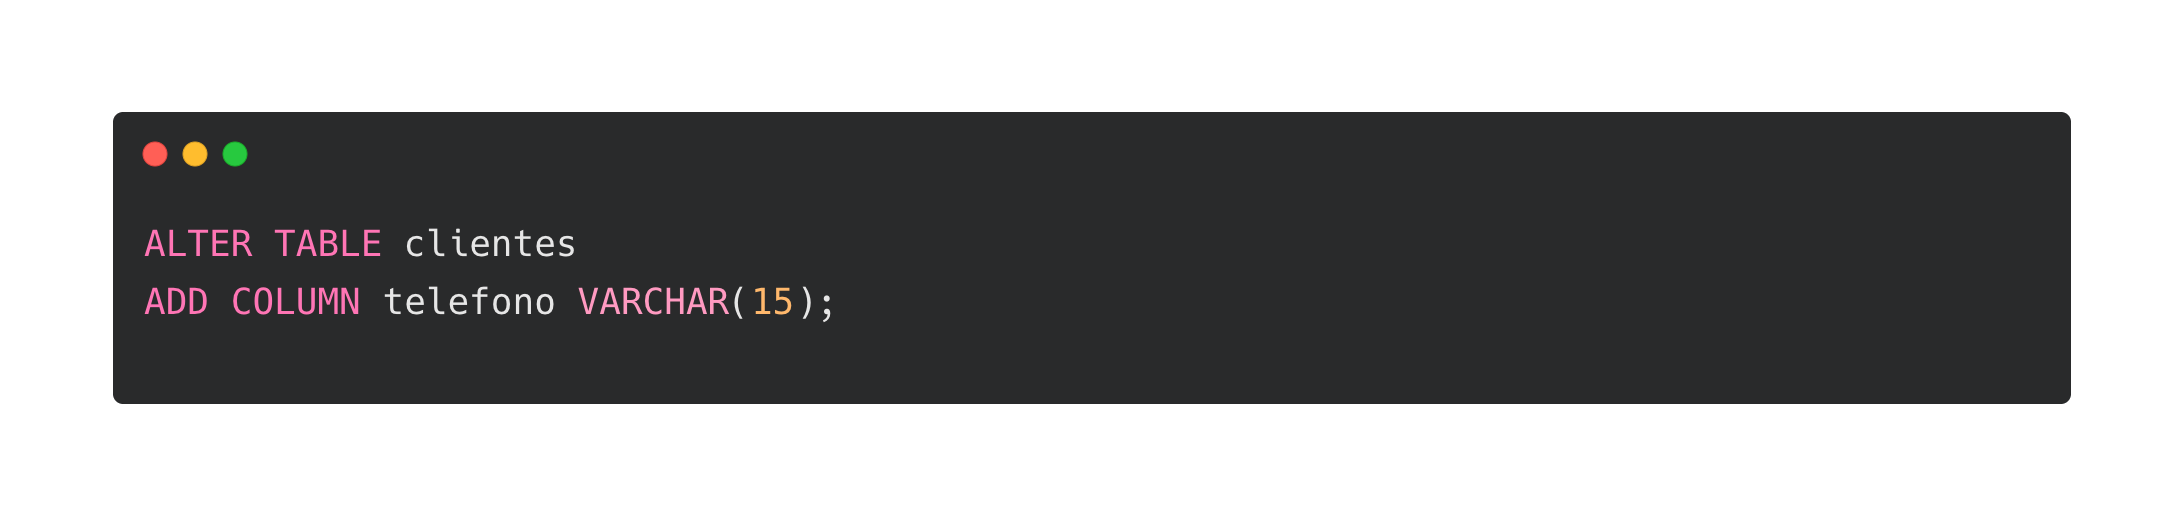 ALTER TABLE clientes
ADD COLUMN telefono VARCHAR(15);